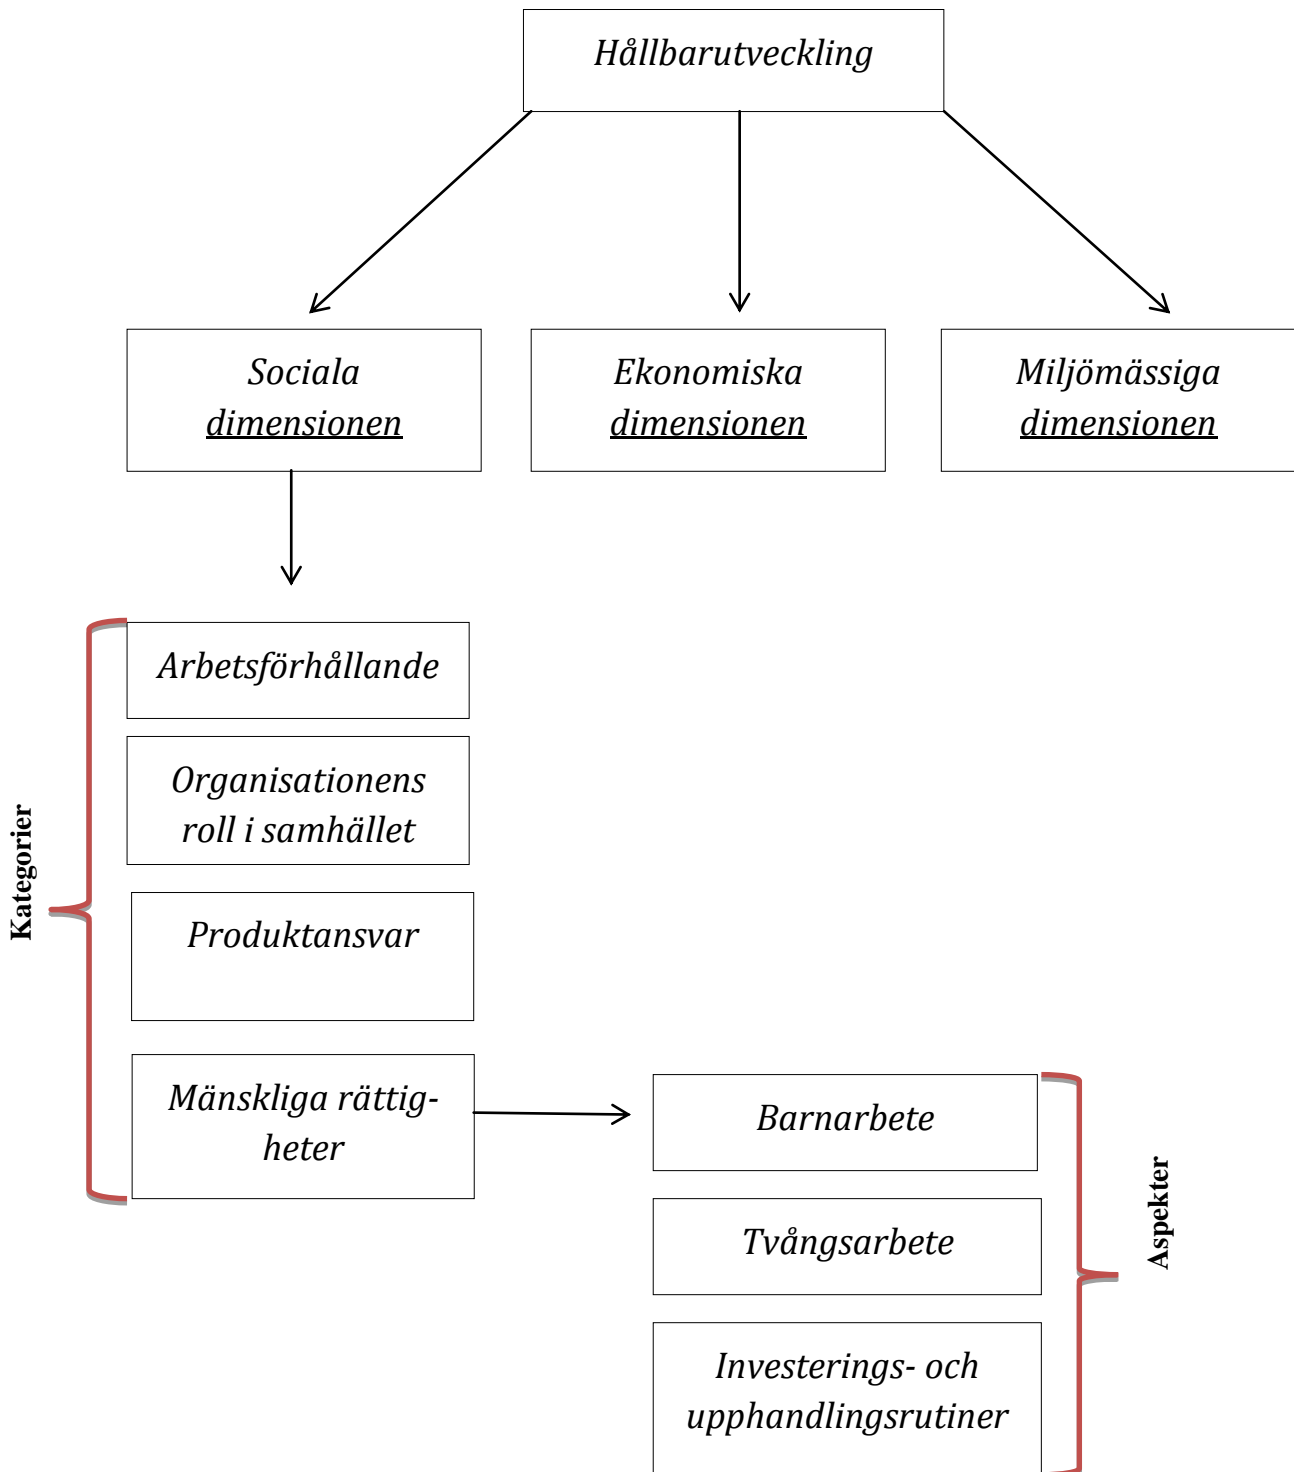 Hållbarutveckling
Sociala
dimensionen
Ekonomiska
dimensionen
Miljömässiga
dimensionen
Kategorier
Arbetsförhållande
Organisationens
roll i samhället
Produktansvar
Mänskliga rättig-
heter
Barnarbete
Tvångsarbete
Investerings- och
upphandlingsrutiner
Aspekter